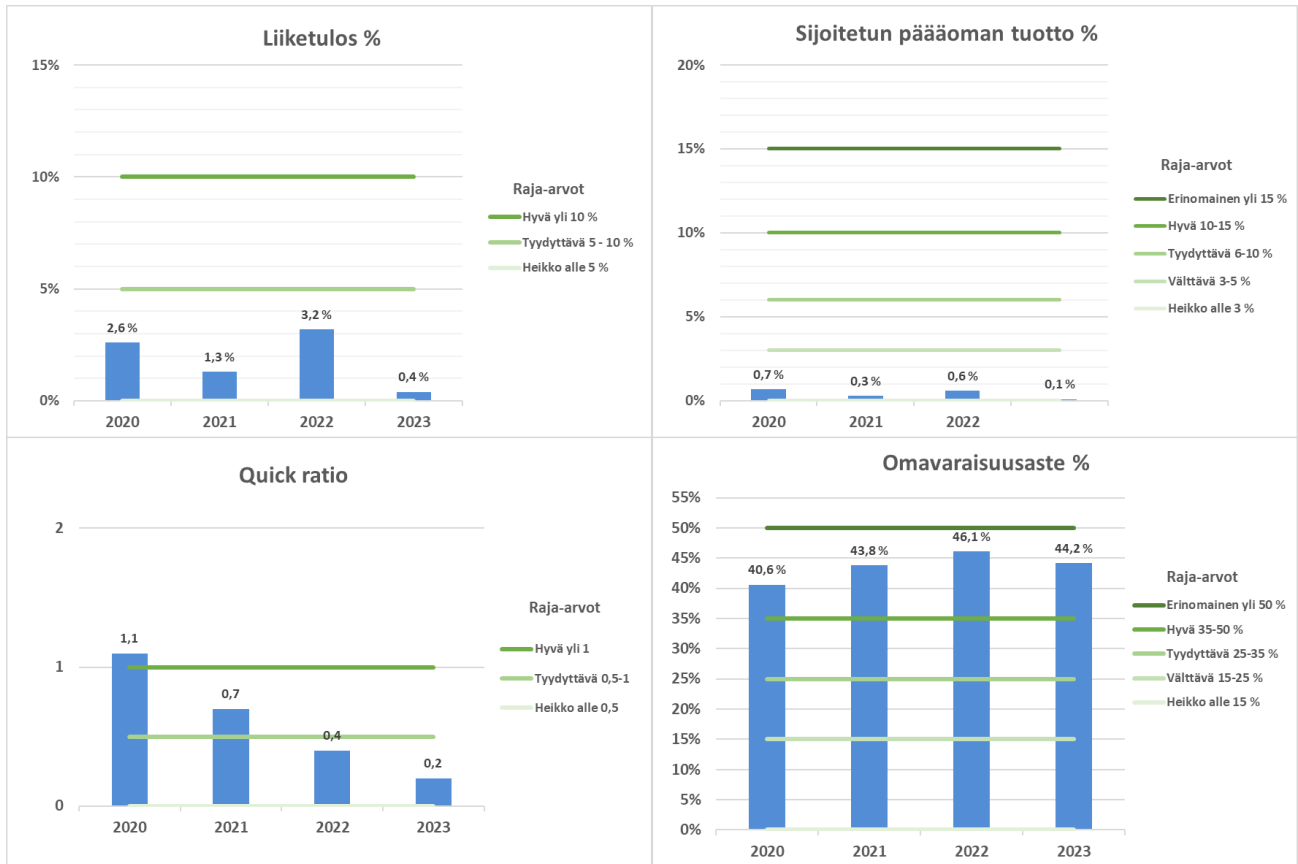 Liiketulos %
15%
10%
5%
0%
2,6 %
1,3 %
3,2 %
0,4 %
2020
2021
2022
2023
Raja-arvot
Hyvä yli 10 %
Tyydyttävä 5 - 10 %
Heikko alle 5 %
Sijoitetun päääoman tuotto %
20%
15%
10%
5%
0%
0,7 %
0,3 %
0,6 %
0,1 %
2020
2021
2022
Raja-arvot
Erinomainen yli 15 %
Hyvä 10-15 %
Tyydyttävä 6-10 %
Välttävä 3-5 %
Heikko alle 3 %
Quick ratio
2
1
0
1,1
0,7
0,4
0,2
2020
2021
2022
2023
Raja-arvot
Hyvä yli 1
Tyydyttävä 0,5-1
Heikko alle 0,5
Omavaraisuusaste %
55%
50%
45%
40%
35%
30%
25%
20%
15%
10%
5%
0%
40,6 %
43,8 %
46,1 %
44,2 %
2020
2021
2022
2023
Raja-arvot
Erinomainen yli 50 %
Hyvä 35-50 %
Tyydyttävä 25-35 %
Välttävä 15-25 %
Heikko alle 15 %